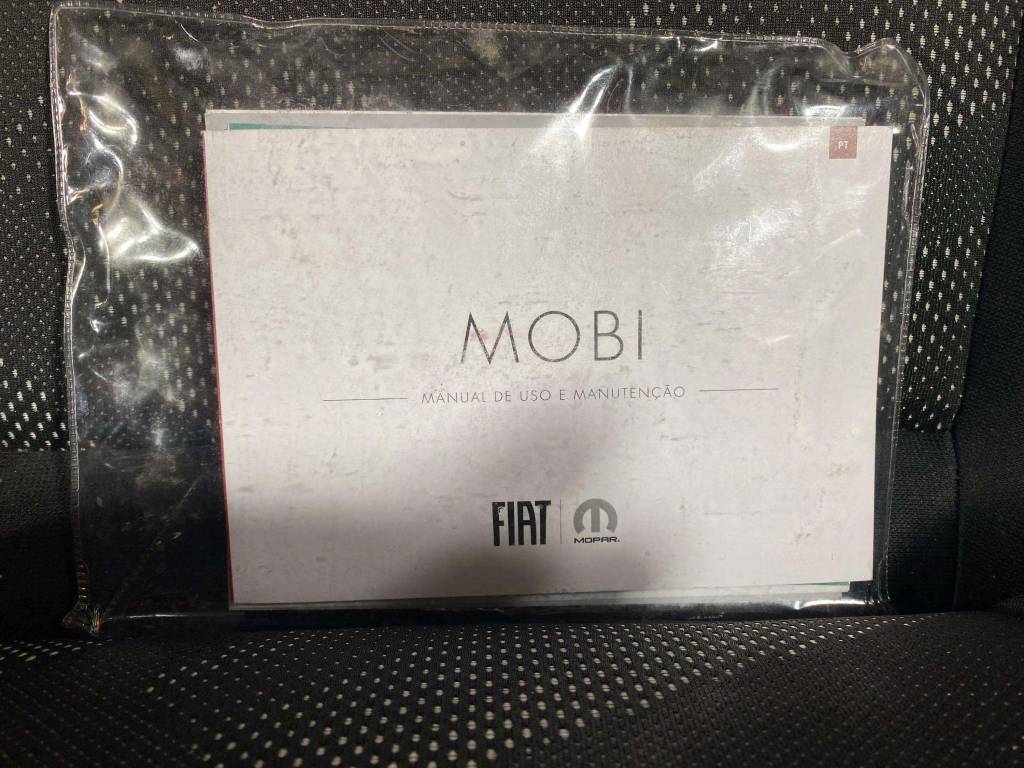 PT
MOBI
MANUAL DE USO E MANUTENÇÃO
FIAT
MOPAR.